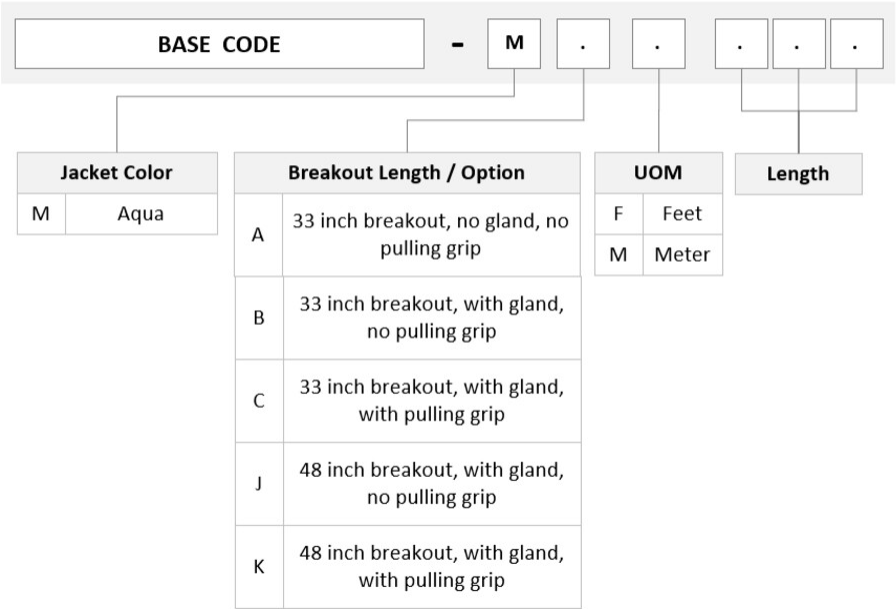 BASE CODE - M . . . . .
Jacket Color
M Aqua
Breakout Length / Option
A 33 inch breakout, no gland, no
pulling grip
B 33 inch breakout, with gland,
no pulling grip
C 33 inch breakout, with gland,
with pulling grip
J 48 inch breakout, with gland,
no pulling grip
K 48 inch breakout, with gland,
with pulling grip
UOM
F Feet
M Meter
Length